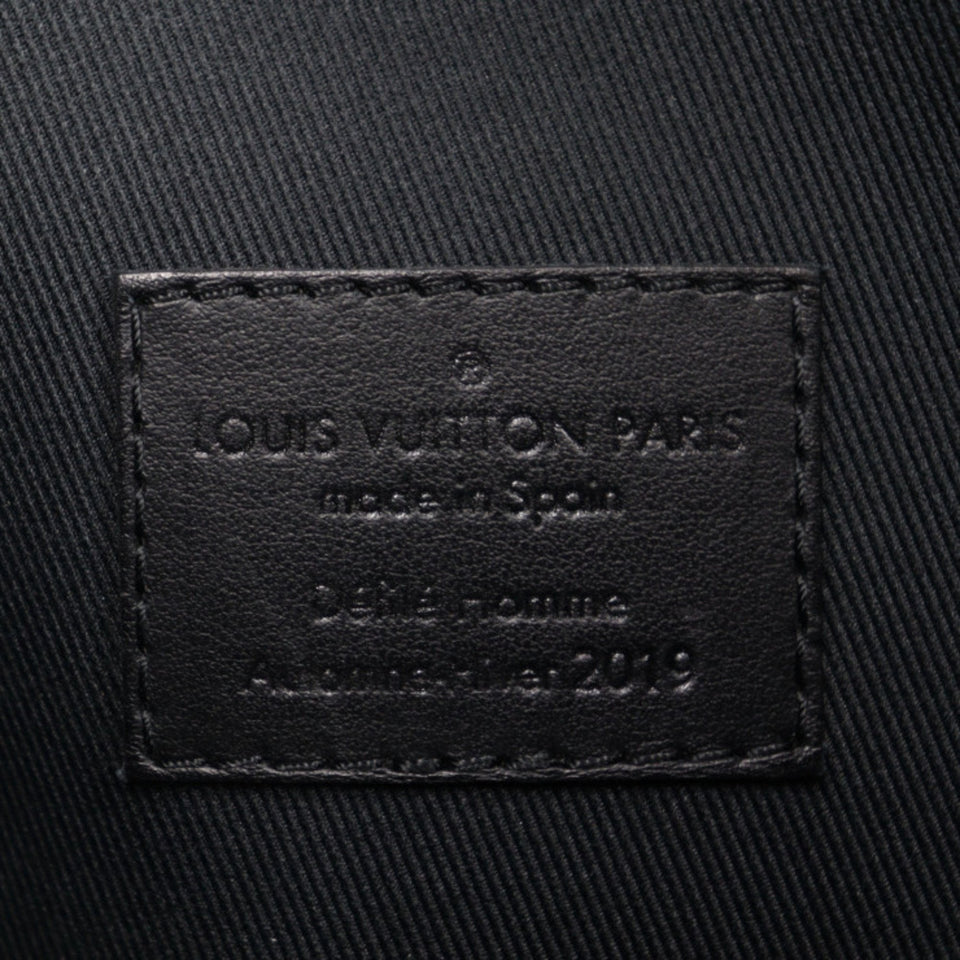 ®
LOUIS VUITTON PARIS
made in Spain
Défilé Homme
Automne-Hiver 2019